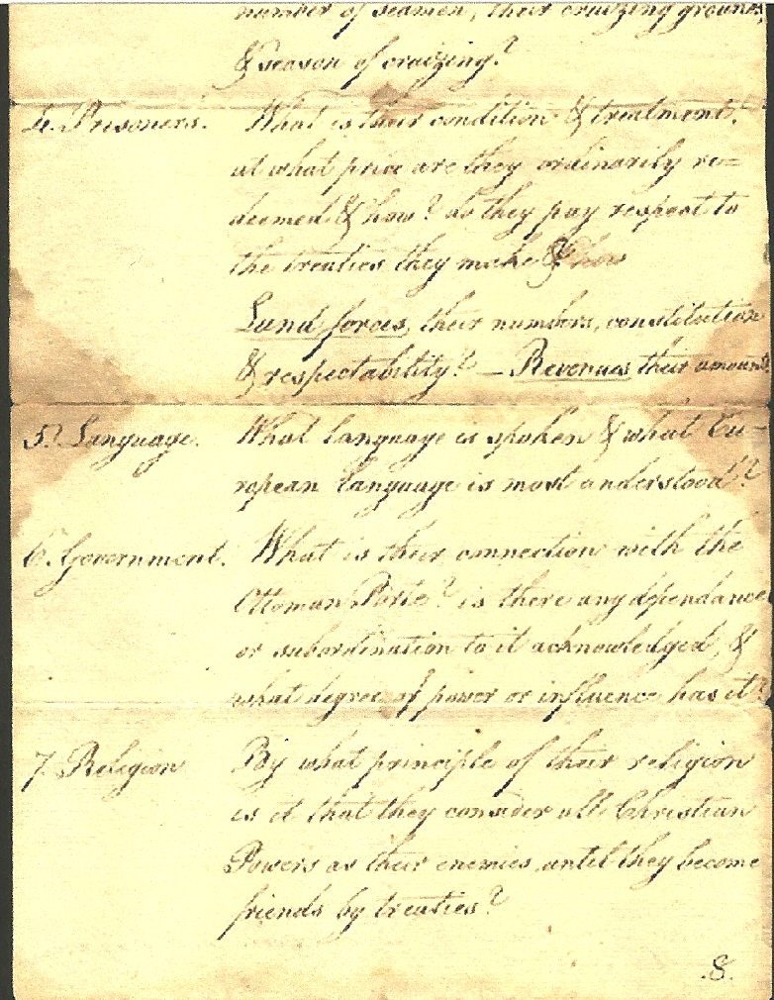 number of seamen, their cruizing grounds,
& season of cruizing?
4. Prisoners. What is their condition & treatment,
at what price are they ordinarily re=
deemed & how? do they pay respect to
the treaties they make &
Land forces, their numbers, constitution
& respectability? — Revenues their amount
5. Language. What language is spoken & what Eu-
ropean language is most understood?
6. Government. What is their connection with the
Ottoman Porte? is there any dependance
or subordination to it acknowledged, &
what degree of power or influence has it?
7. Religion By what principle of their religion
is it that they consider all Christian
Powers as their enemies until they become
friends by treaties?
8.